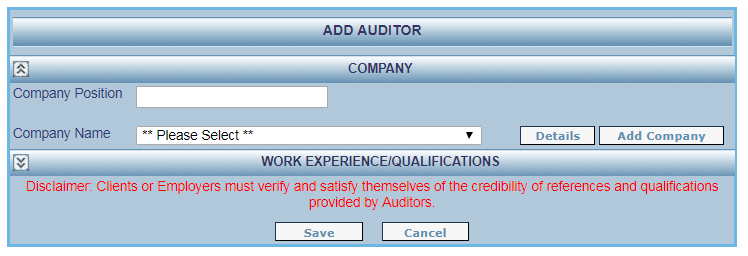 ADD AUDITOR
COMPANY
Company Position
Company Name ** Please Select ** Details Add Company
WORK EXPERIENCE/QUALIFICATIONS
Disclaimer: Clients or Employers must verify and satisfy themselves of the credibility of references and qualifications
provided by Auditors.
Save Cancel